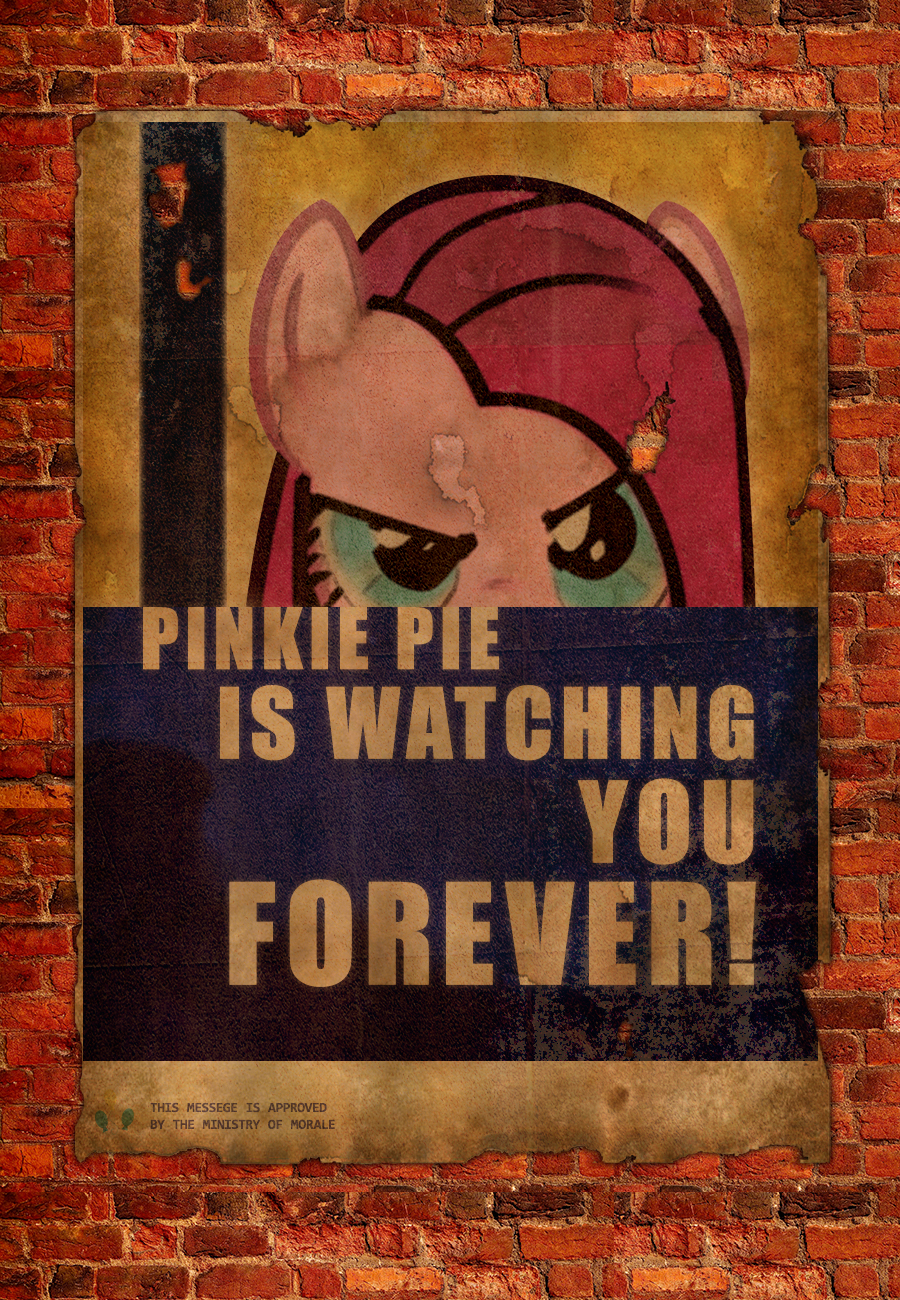 PINKIE PIE
IS WATCHING
YOU
FOREVER!
THIS MESSEGE IS APPROVED
BY THE MINISTRY OF MORALE